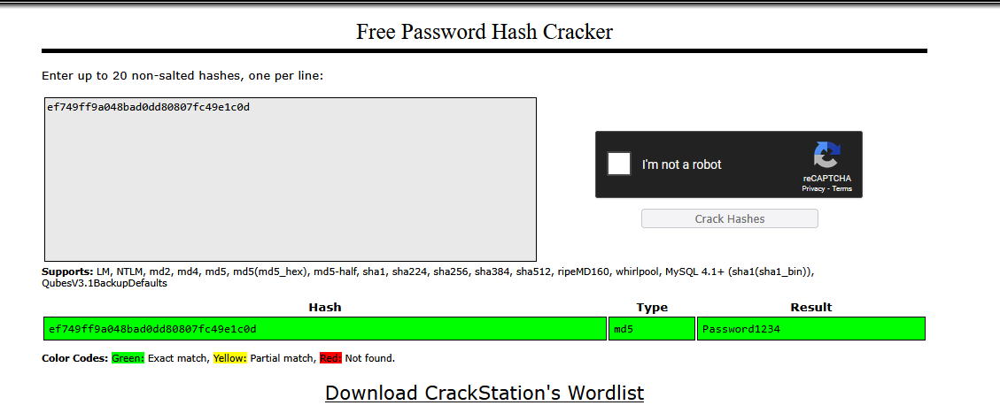 Free Password Hash Cracker
Enter up to 20 non-salted hashes, one per line:
ef749ff9a048bad0dd80807fc49e1c0d
I'm not a robot
reCAPTCHA
Privacy - Terms
Crack Hashes
Supports: LM, NTLM, md2, md4, md5, md5(md5_hex), md5-half, sha1, sha224, sha256, sha384, sha512, ripeMD160, whirlpool, MySQL 4.1+ (sha1(sha1_bin)),
QubesV3.1BackupDefaults
Hash Type Result
ef749ff9a048bad0dd80807fc49e1c0d md5 Password1234
Color Codes: Green: Exact match, Yellow: Partial match, Red: Not found.
Download CrackStation's Wordlist